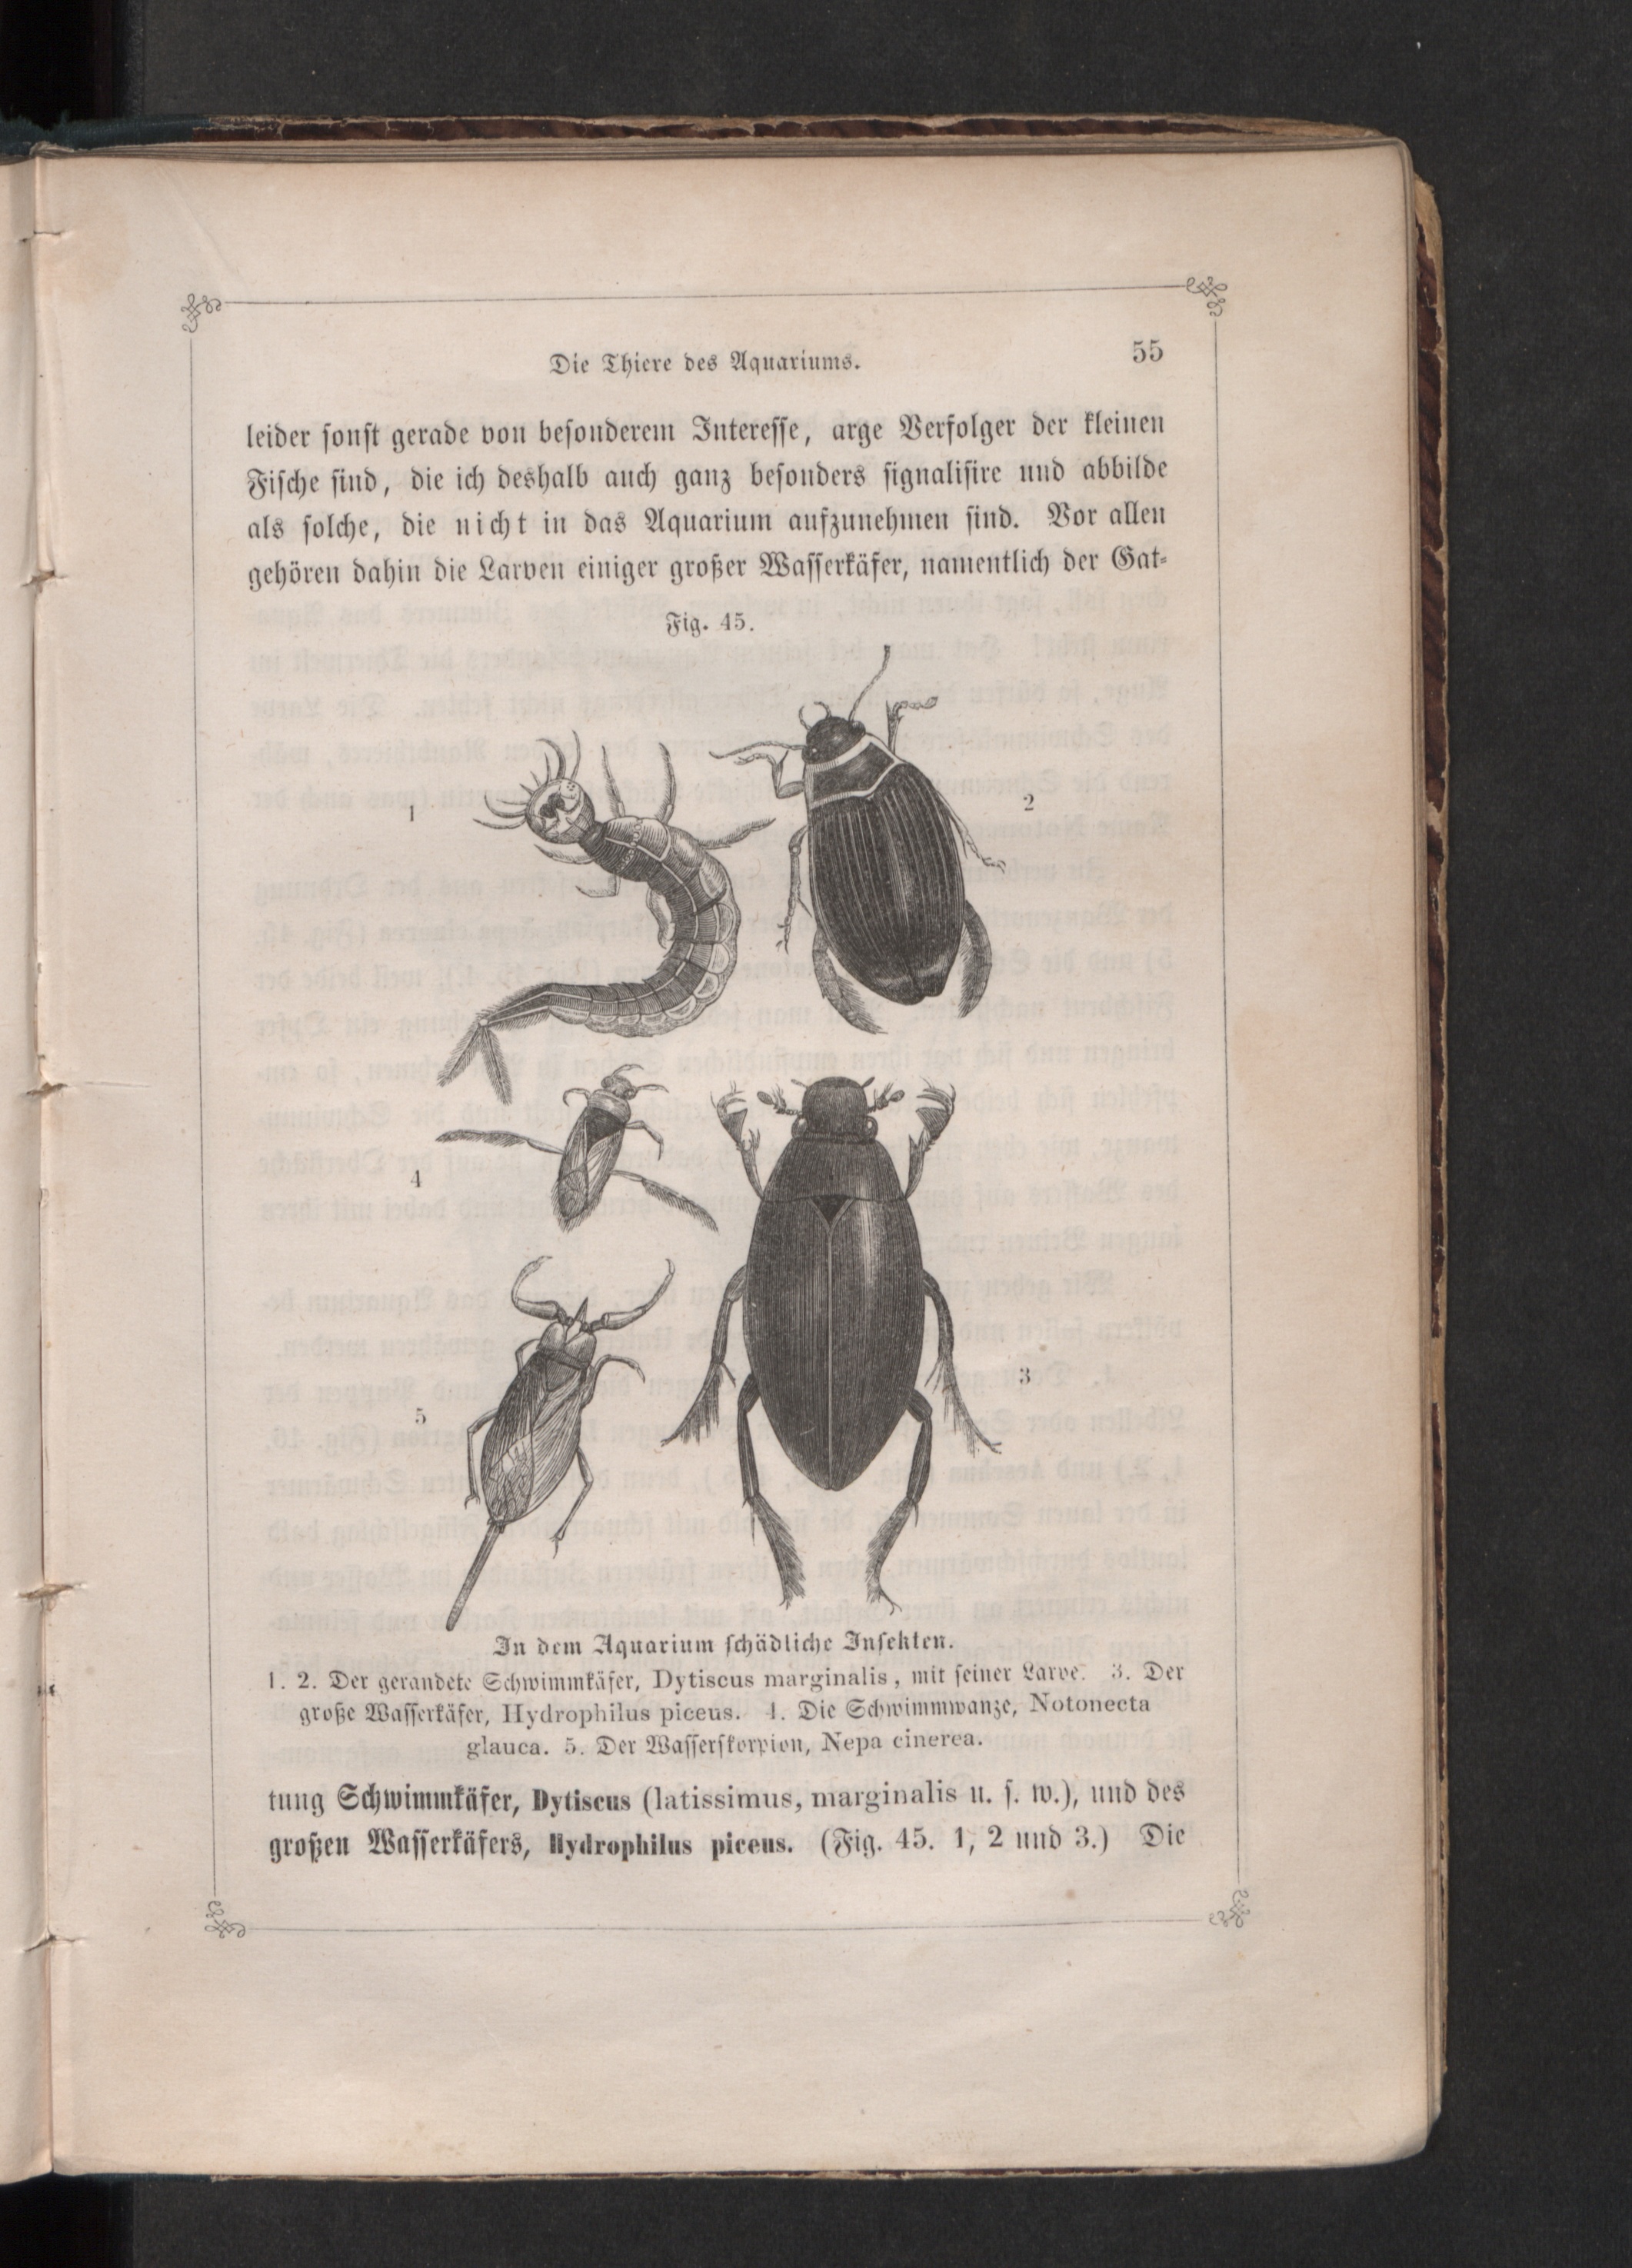 Die Thiere des Aquariums.
55
leider sonst gerade von besonderem Interesse, arge Verfolger der kleinen
Fische sind, die ich deshalb auch ganz besonders signalisire und abbilde
als solche, die nicht in das Aquarium aufzunehmen sind. Vor allen
gehören dahin die Larven einiger großer Wasserkäfer, namentlich der Gat-
Fig. 45.
1
2
4
3
5
In dem Aquarium schädliche Insekten.
1. 2. Der gerandete Schwimmkäfer, Dytiscus marginalis, mit seiner Larve. 3. Der
große Wasserkäfer, Hydrophilus piceus. 4. Die Schwimmwanze, Notonecta
glauca. 5. Der Wasserskorpion, Nepa cinerea.
tung Schwimmkäfer, Dytiscus (latissimus, marginalis u. s. w.), und des
großen Wasserkäfers, Hydrophilus piceus. (Fig. 45. 1, 2 und 3.) Die